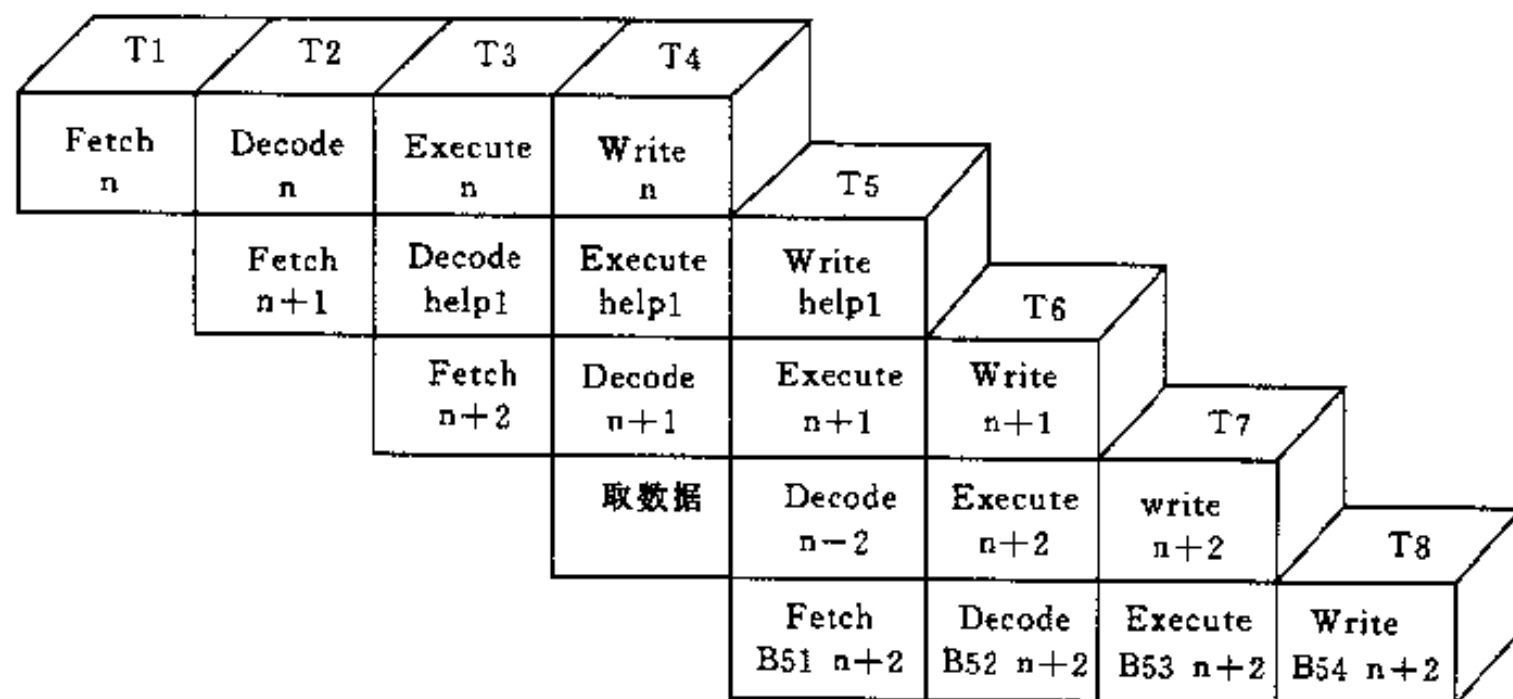 T1 T2 T3 T4
Fetch Decode Execute Write
n n n n
T5
Fetch Decode Execute Write
n+1 help1 help1 help1
T6
Fetch Decode Execute Write
n+2 n+1 n+1 n+1
T7
取数据 Decode Execute write
n-2 n+2 n+2
T8
Fetch Decode Execute Write
B51 n+2 B52 n+2 B53 n+2 B54 n+2